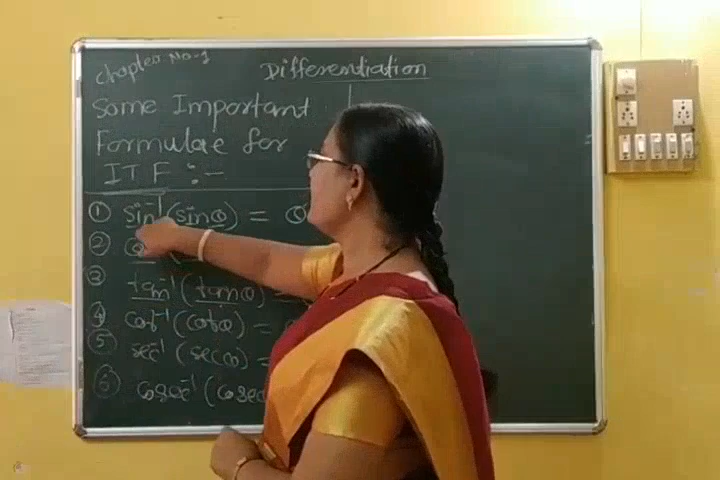 Chapter No-1
Differentiation
Some Important
Formulae for
ITF :-
① sin⁻¹(sinθ) = θ
②
③ tan⁻¹(tanθ) =
④ cot⁻¹(cotθ) =
⑤ sec⁻¹(secθ) =
⑥ cosec⁻¹(cosec